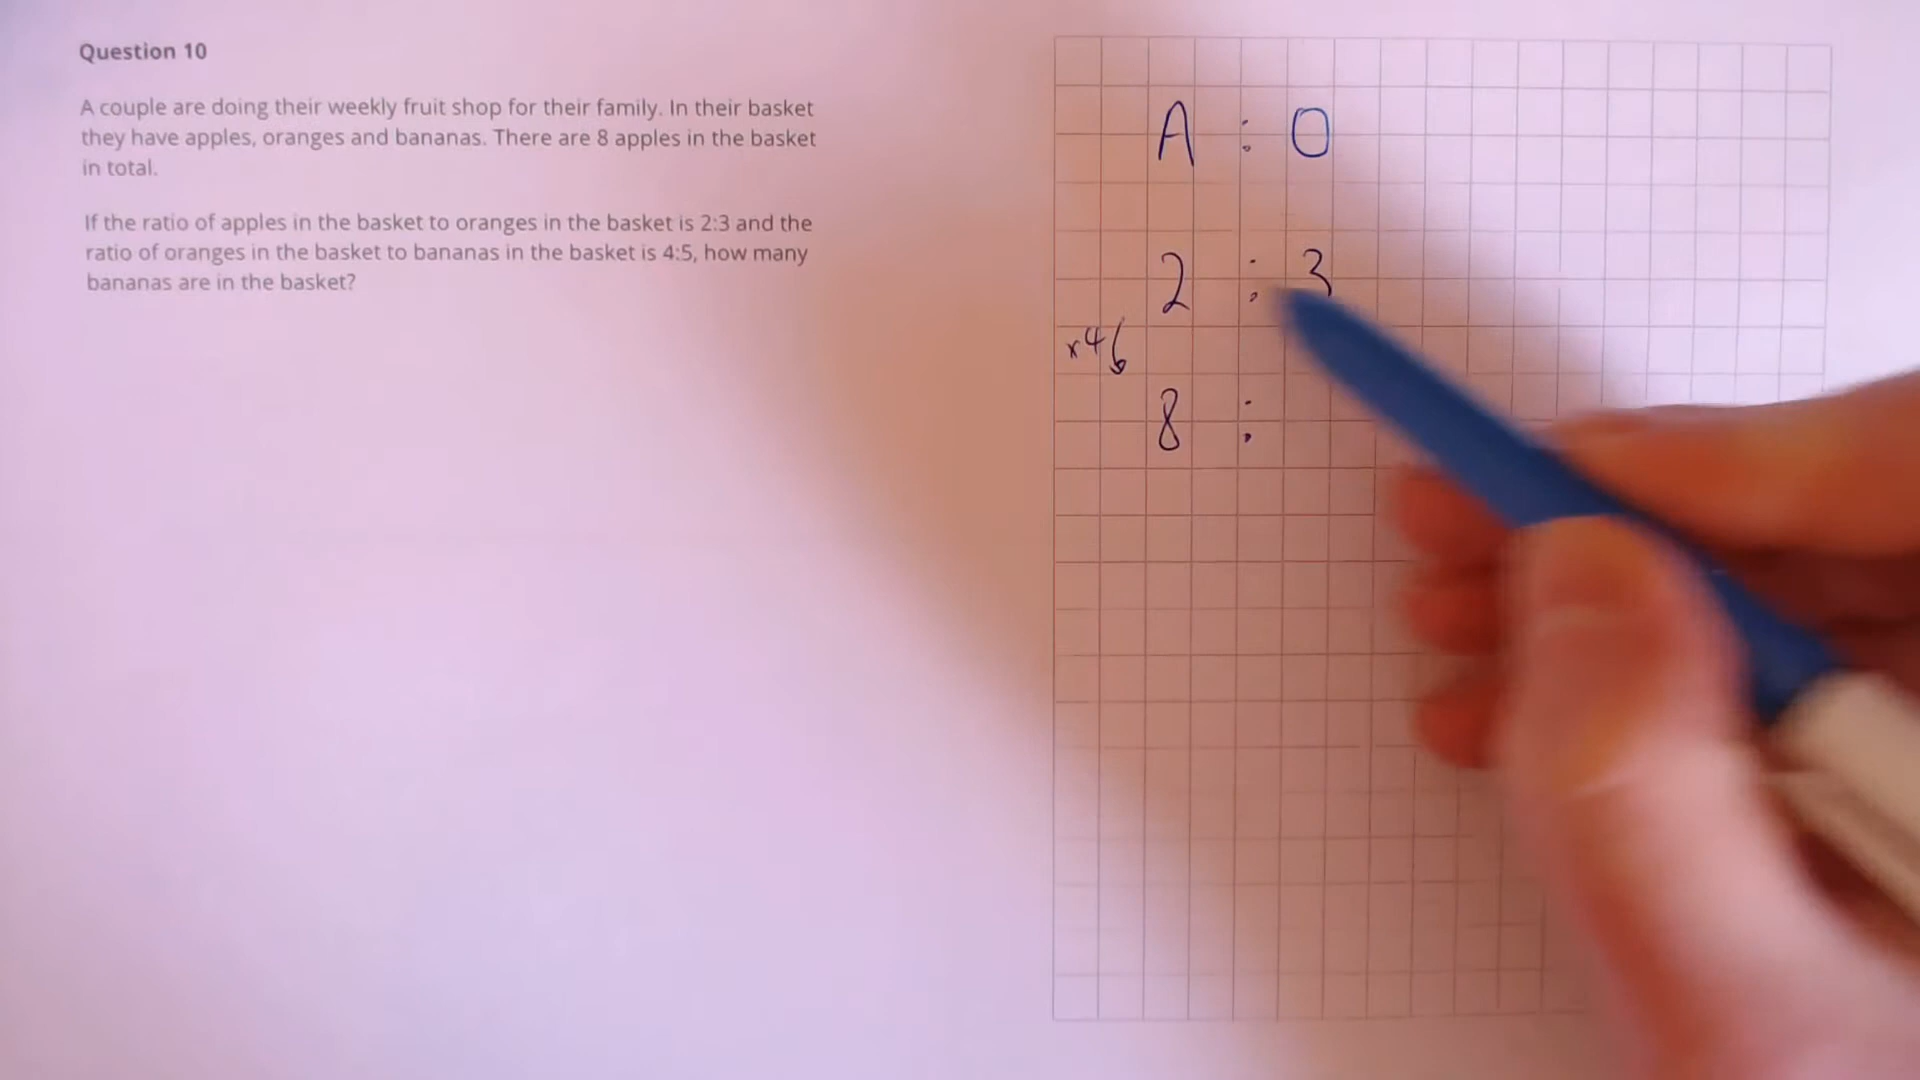 Question 10
A couple are doing their weekly fruit shop for their family. In their basket
they have apples, oranges and bananas. There are 8 apples in the basket
in total.
If the ratio of apples in the basket to oranges in the basket is 2:3 and the
ratio of oranges in the basket to bananas in the basket is 4:5, how many
bananas are in the basket?
A : O
2 : 3
x4
8 :